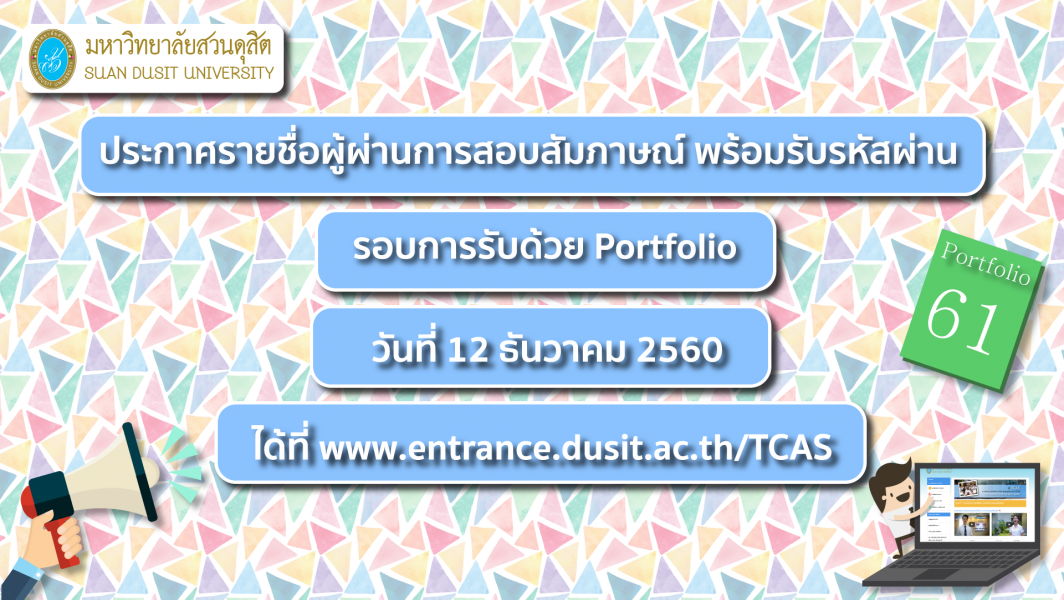 มหาวิทยาลัยสวนดุสิต
SUAN DUSIT UNIVERSITY
ประกาศรายชื่อผู้ผ่านการสอบสัมภาษณ์ พร้อมรับรหัสผ่าน
รอบการรับด้วย Portfolio
วันที่ 12 ธันวาคม 2560
ได้ที่ www.entrance.dusit.ac.th/TCAS
Portfolio
61